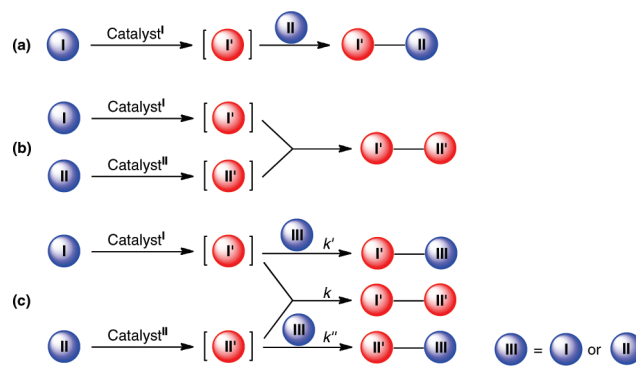 (a) I Catalyst^I [ I' ] II I' II
I Catalyst^I [ I' ]
(b) I' II'
II Catalyst^II [ II' ]
I Catalyst^I [ I' ] III k' I' III
(c) k I' II'
II Catalyst^II [ II' ] III k'' II' III III = I or II